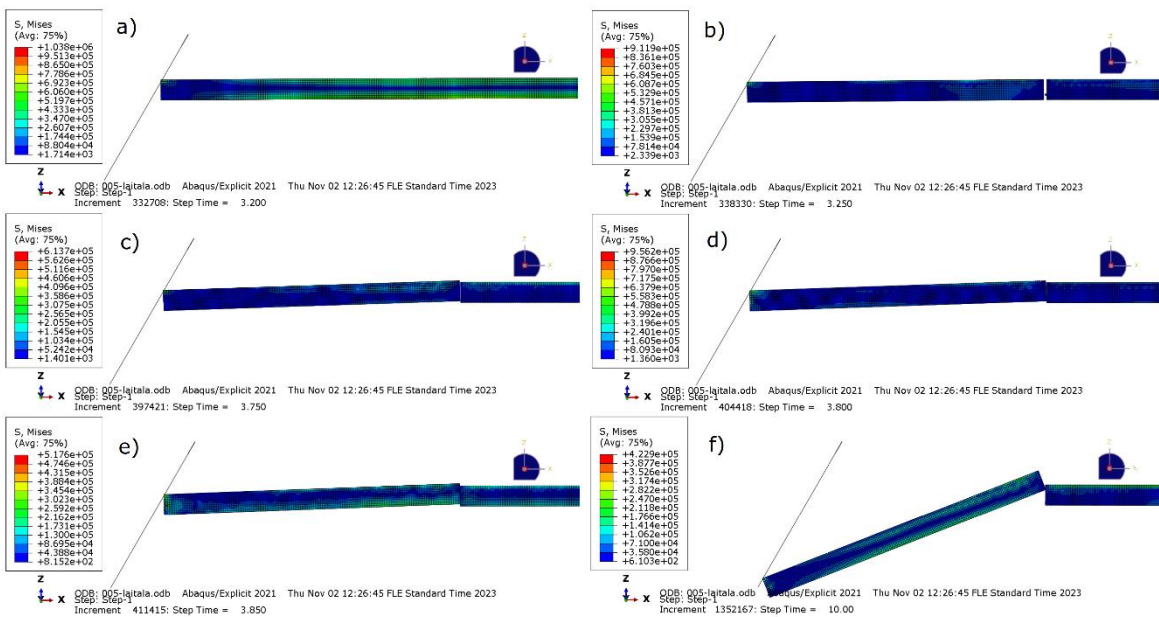 a)
S, Mises
(Avg: 75%)
+1.038e+06
+9.513e+05
+8.650e+05
+7.786e+05
+6.923e+05
+6.060e+05
+5.197e+05
+4.333e+05
+3.470e+05
+2.607e+05
+1.744e+05
+8.804e+04
+1.714e+03
Z
X
Z
X
ODB: 005-laitala.odb Abaqus/Explicit 2021 Thu Nov 02 12:26:45 FLE Standard Time 2023
Step: Step-1
Increment 332708: Step Time = 3.200
b)
S, Mises
(Avg: 75%)
+9.119e+05
+8.361e+05
+7.603e+05
+6.845e+05
+6.087e+05
+5.329e+05
+4.571e+05
+3.813e+05
+3.055e+05
+2.297e+05
+1.539e+05
+7.814e+04
+2.339e+03
Z
X
Z
X
ODB: 005-laitala.odb Abaqus/Explicit 2021 Thu Nov 02 12:26:45 FLE Standard Time 2023
Step: Step-1
Increment 338330: Step Time = 3.250
c)
S, Mises
(Avg: 75%)
+6.137e+05
+5.626e+05
+5.116e+05
+4.606e+05
+4.096e+05
+3.586e+05
+3.075e+05
+2.565e+05
+2.055e+05
+1.545e+05
+1.034e+05
+5.242e+04
+1.401e+03
Z
X
Z
X
ODB: 005-laitala.odb Abaqus/Explicit 2021 Thu Nov 02 12:26:45 FLE Standard Time 2023
Step: Step-1
Increment 397421: Step Time = 3.750
d)
S, Mises
(Avg: 75%)
+9.562e+05
+8.766e+05
+7.970e+05
+7.175e+05
+6.379e+05
+5.583e+05
+4.788e+05
+3.992e+05
+3.196e+05
+2.401e+05
+1.605e+05
+8.093e+04
+1.360e+03
Z
X
Z
X
ODB: 005-laitala.odb Abaqus/Explicit 2021 Thu Nov 02 12:26:45 FLE Standard Time 2023
Step: Step-1
Increment 404418: Step Time = 3.800
e)
S, Mises
(Avg: 75%)
+5.176e+05
+4.746e+05
+4.315e+05
+3.884e+05
+3.454e+05
+3.023e+05
+2.592e+05
+2.162e+05
+1.731e+05
+1.300e+05
+8.695e+04
+4.388e+04
+8.152e+02
Z
X
Z
X
ODB: 005-laitala.odb Abaqus/Explicit 2021 Thu Nov 02 12:26:45 FLE Standard Time 2023
Step: Step-1
Increment 411415: Step Time = 3.850
f)
S, Mises
(Avg: 75%)
+4.229e+05
+3.877e+05
+3.526e+05
+3.174e+05
+2.822e+05
+2.470e+05
+2.118e+05
+1.766e+05
+1.414e+05
+1.062e+05
+7.100e+04
+3.580e+04
+6.103e+02
Z
X
Z
X
ODB: 005-laitala.odb Abaqus/Explicit 2021 Thu Nov 02 12:26:45 FLE Standard Time 2023
Step: Step-1
Increment 1352167: Step Time = 10.00